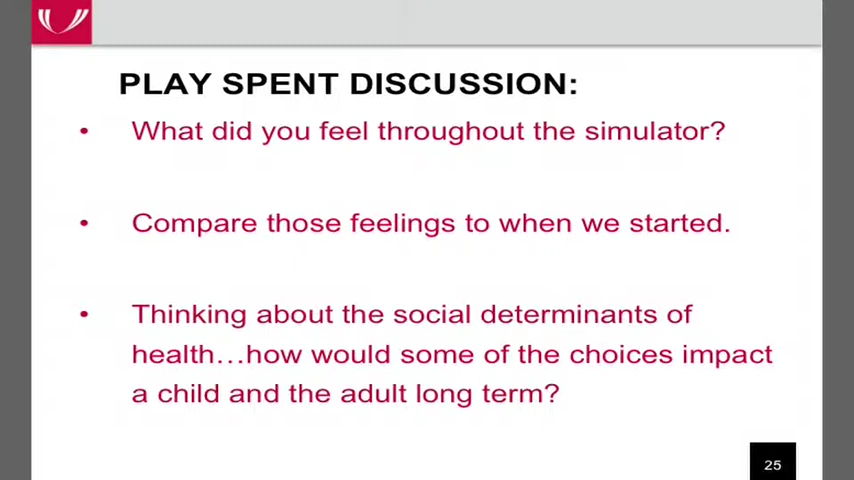 PLAY SPENT DISCUSSION:
• What did you feel throughout the simulator?
• Compare those feelings to when we started.
• Thinking about the social determinants of
health…how would some of the choices impact
a child and the adult long term?
25